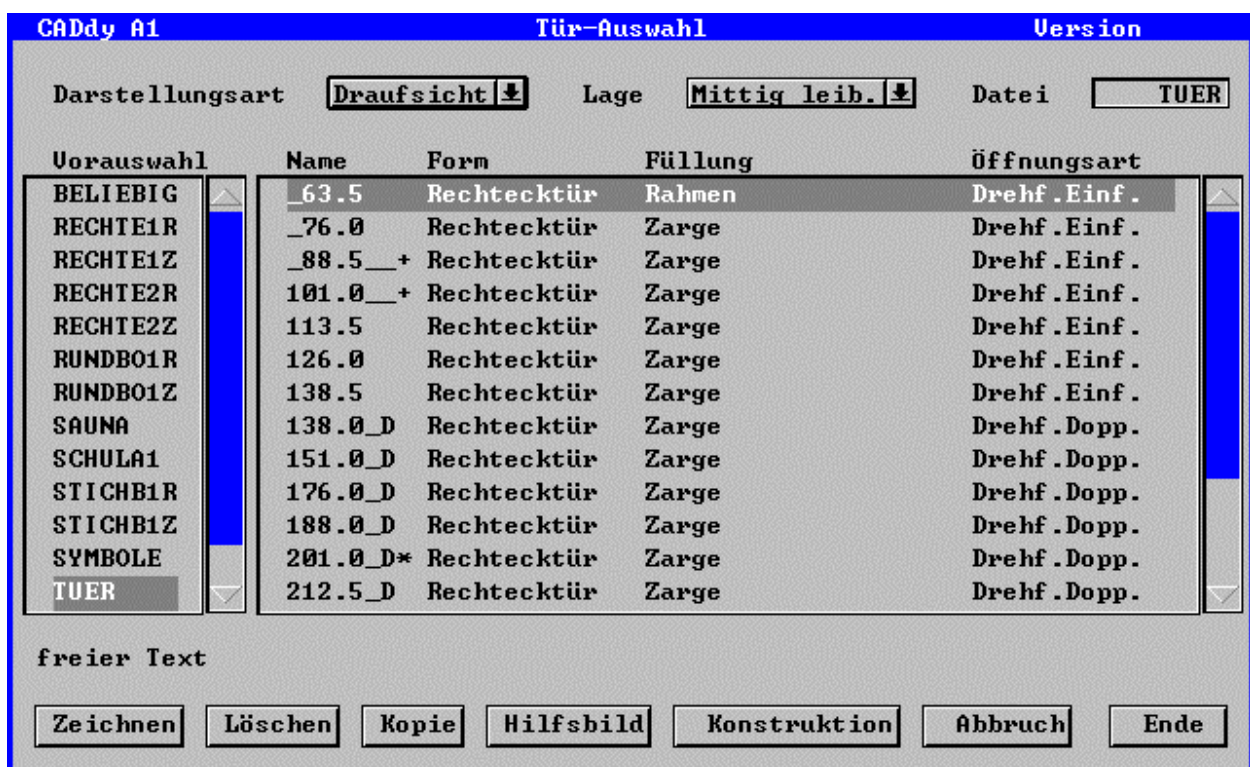 CADdy A1 Tür-Auswahl Version
Darstellungsart Draufsicht Lage Mittig leib. Datei TUER
Vorauswahl Name Form Füllung Öffnungsart
BELIEBIG _63.5 Rechtecktür Rahmen Drehf.Einf.
RECHTE1R _76.0 Rechtecktür Zarge Drehf.Einf.
RECHTE1Z _88.5__+ Rechtecktür Zarge Drehf.Einf.
RECHTE2R 101.0__+ Rechtecktür Zarge Drehf.Einf.
RECHTE2Z 113.5 Rechtecktür Zarge Drehf.Einf.
RUNDBO1R 126.0 Rechtecktür Zarge Drehf.Einf.
RUNDBO1Z 138.5 Rechtecktür Zarge Drehf.Einf.
SAUNA 138.0_D Rechtecktür Zarge Drehf.Dopp.
SCHULA1 151.0_D Rechtecktür Zarge Drehf.Dopp.
STICHB1R 176.0_D Rechtecktür Zarge Drehf.Dopp.
STICHB1Z 188.0_D Rechtecktür Zarge Drehf.Dopp.
SYMBOLE 201.0_D* Rechtecktür Zarge Drehf.Dopp.
TUER 212.5_D Rechtecktür Zarge Drehf.Dopp.
freier Text
Zeichnen Löschen Kopie Hilfsbild Konstruktion Abbruch Ende